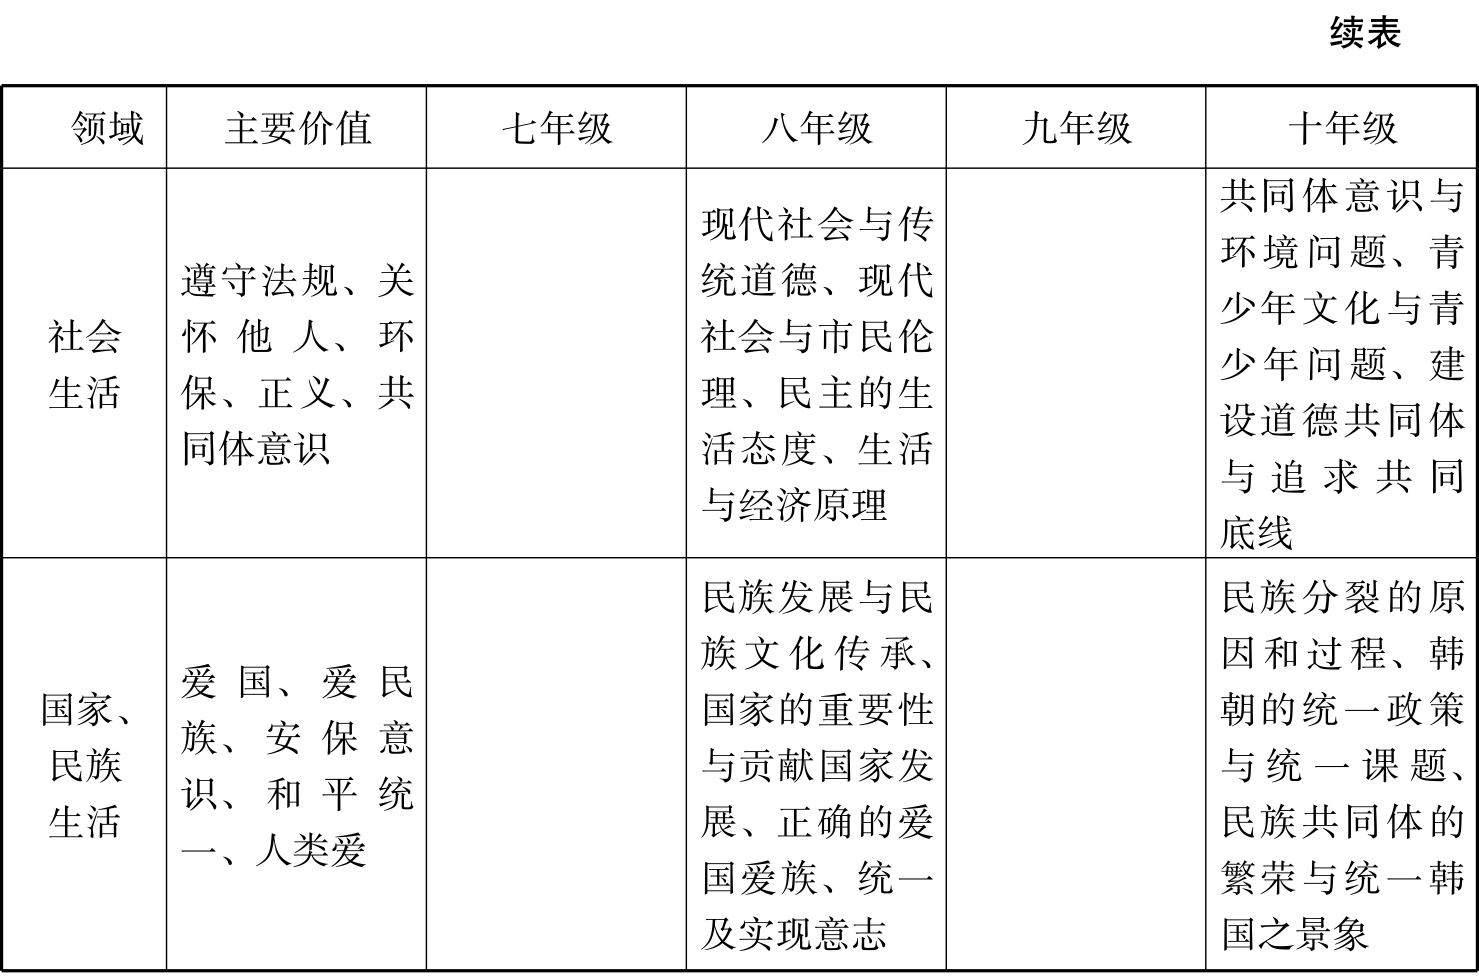 续表
领域
主要价值
七年级
八年级
九年级
十年级
社会
生活
遵守法规、关
怀他人、环
保、正义、共
同体意识
现代社会与传
统道德、现代
社会与市民伦
理、民主的生
活态度、生活
与经济原理
共同体意识与
环境问题、青
少年文化与青
少年问题、建
设道德共同体
与追求共同
底线
国家、
民族
生活
爱国、爱民
族、安保意
识、和平统
一、人类爱
民族发展与民
族文化传承、
国家的重要性
与贡献国家发
展、正确的爱
国爱族、统一
及实现意志
民族分裂的原
因和过程、韩
朝的统一政策
与统一课题、
民族共同体的
繁荣与统一韩
国之景象